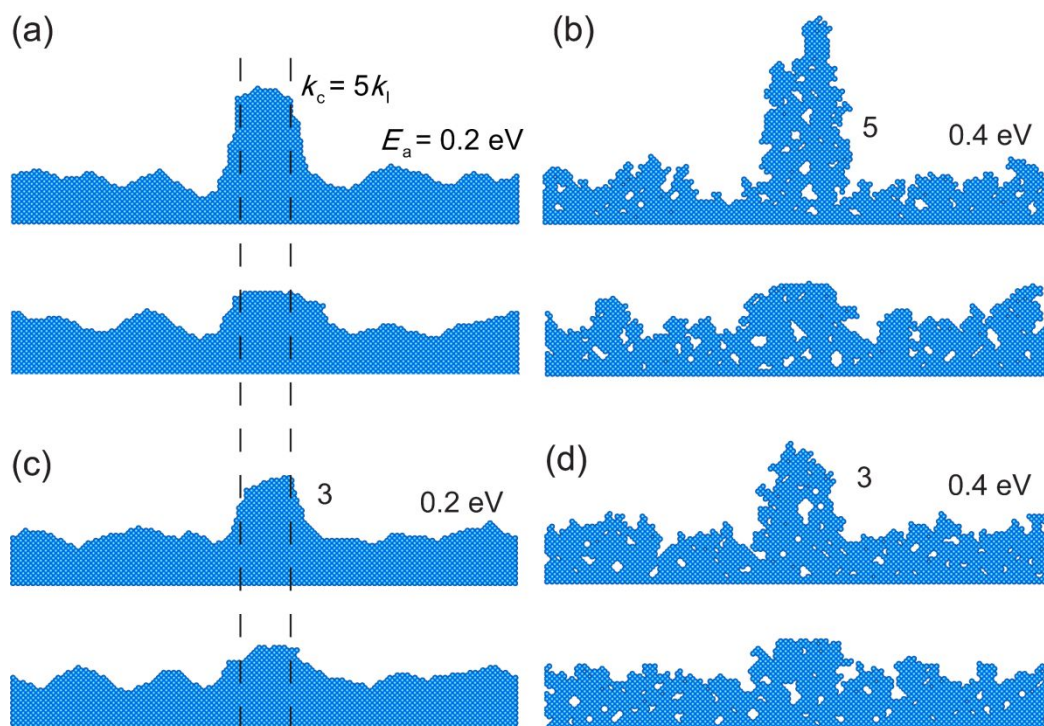 (a)
k_c = 5k_l
E_a = 0.2 eV
(b)
5
0.4 eV
(c)
3
0.2 eV
(d)
3
0.4 eV